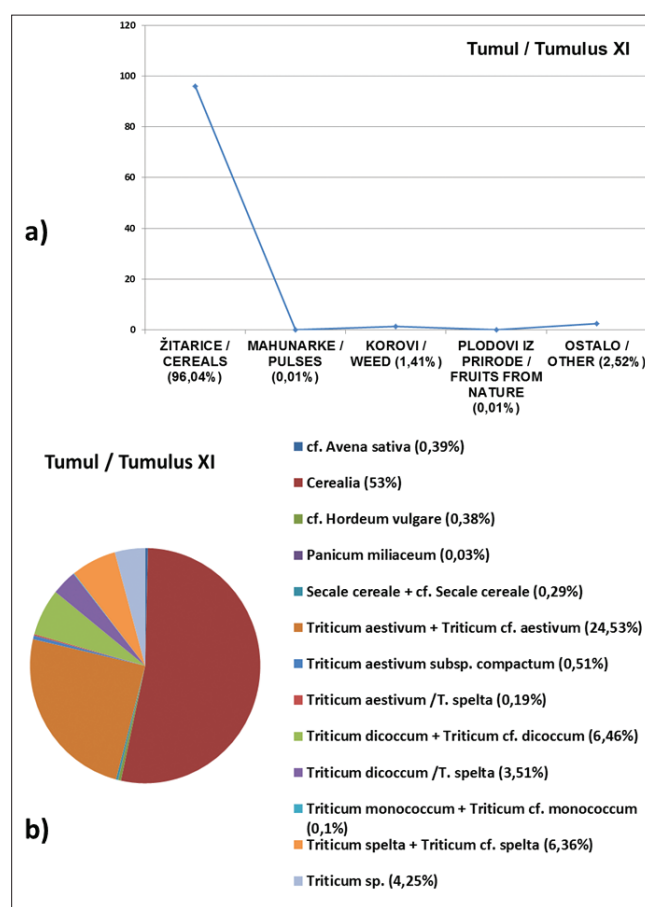 Tumul / Tumulus XI
120
100
80
60
40
20
0
a)
ŽITARICE /
CEREALS
(96,04%)
MAHUNARKE /
PULSES
(0,01%)
KOROVI /
WEED (1,41%)
PLODOVI IZ
PRIRODE /
FRUITS FROM
NATURE
(0,01%)
OSTALO /
OTHER (2,52%)
Tumul / Tumulus XI
cf. Avena sativa (0,39%)
Cerealia (53%)
cf. Hordeum vulgare (0,38%)
Panicum miliaceum (0,03%)
Secale cereale + cf. Secale cereale (0,29%)
Triticum aestivum + Triticum cf. aestivum (24,53%)
Triticum aestivum subsp. compactum (0,51%)
Triticum aestivum /T. spelta (0,19%)
Triticum dicoccum + Triticum cf. dicoccum (6,46%)
Triticum dicoccum /T. spelta (3,51%)
Triticum monococcum + Triticum cf. monococcum
(0,1%)
Triticum spelta + Triticum cf. spelta (6,36%)
Triticum sp. (4,25%)
b)